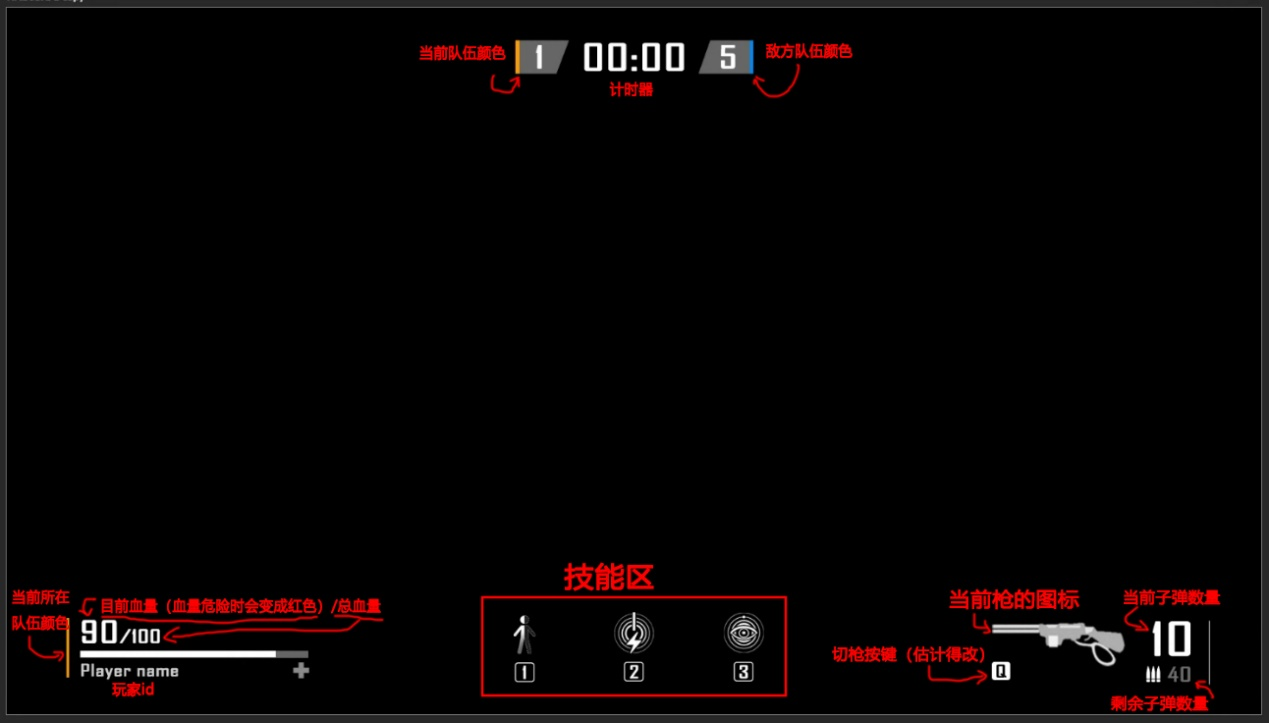 当前队伍颜色
1
00:00
5
敌方队伍颜色
计时器
当前所在
队伍颜色
目前血量（血量危险时会变成红色）/总血量
90/100
Player name
玩家id
技能区
1
2
3
当前枪的图标
当前子弹数量
10
切枪按键（估计得改）
Q
40
剩余子弹数量